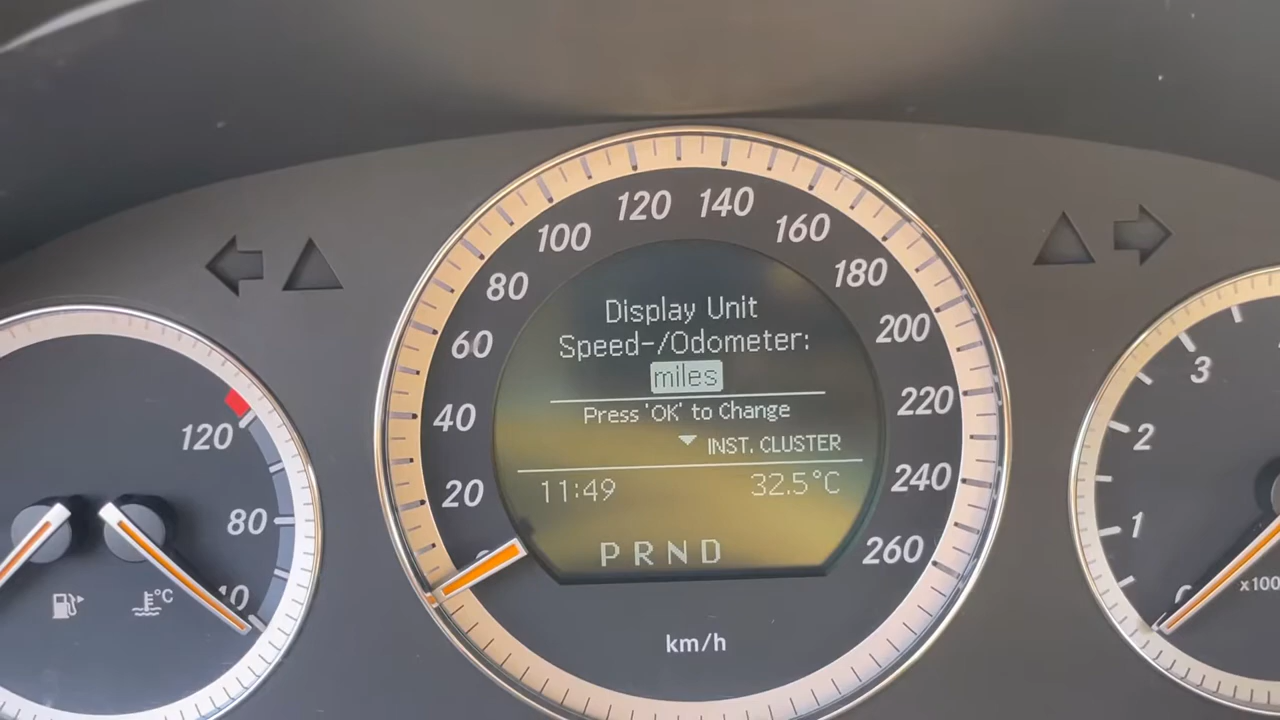 120 140
100 160
80 180
60 200
40 220
20 240
260
Display Unit
Speed-/Odometer:
miles
Press 'OK' to Change
INST. CLUSTER
11:49 32.5°C
P R N D
km/h
120
80
°C
3
2
1